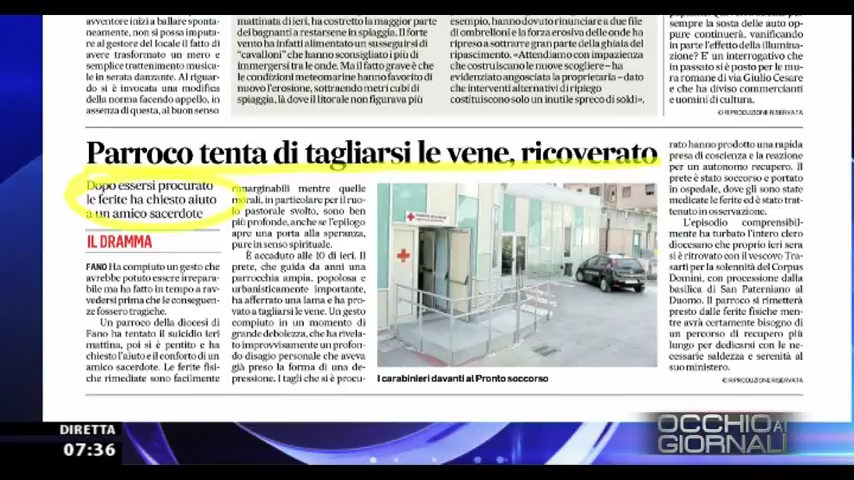 avventore inizi a ballare sponta-
neamente, non si possa imputa-
re al gestore del locale il fatto di
avere trasformato un mero e
semplice trattenimento musica-
le in serata danzante. Al riguar-
do si è invocata una modifica
della norma facendo appello, in
assenza di questa, al buon senso
mattinata di ieri, ha costretto la maggior parte
dei bagnanti a restarsene in spiaggia. Il forte
vento ha infatti alimentato un susseguirsi di
"cavalloni" che hanno sconsigliato i più di
immergersi tra le onde. Ma il fatto grave è che
le condizioni meteomarine hanno favorito di
nuovo l'erosione, sottraendo metri cubi di
spiaggia, là dove il litorale non figurava più
esempio, hanno dovuto rinunciare a due file
di ombrelloni e la forza erosiva delle onde ha
ripreso a sottrarre gran parte della ghiaia del
ripascimento. «Attendiamo con impazienza
che costruiscano le nuove scogliere – ha
evidenziato angosciata la proprietaria – dato
che interventi alternativi di ripiego
costituiscono solo un inutile spreco di soldi».
sempre la sosta delle auto op-
pure continuerà, vanificando
in parte l'effetto della illumina-
zione? E' un interrogativo che
in passato si è posto per le mu-
ra romane di via Giulio Cesare
e che ha diviso commercianti
e uomini di cultura.
© RIPRODUZIONE RISERVATA
Parroco tenta di tagliarsi le vene, ricoverato
Dopo essersi procurato
le ferite ha chiesto aiuto
a un amico sacerdote
IL DRAMMA
FANO Ha compiuto un gesto che
avrebbe potuto essere irrepara-
bile ma ha fatto in tempo a rav-
vedersi prima che le conseguen-
ze fossero tragiche.
Un parroco della diocesi di
Fano ha tentato il suicidio ieri
mattina, poi si è pentito e ha
chiesto l'aiuto e il conforto di un
amico sacerdote. Le ferite fisi-
che rimediate sono facilmente
rimarginabili mentre quelle
morali, in particolare per il ruo-
lo pastorale svolto, sono ben
più profonde, anche se l'epilogo
apre una porta alla speranza,
pure in senso spirituale.
È accaduto alle 10 di ieri. Il
prete, che guida da anni una
parrocchia ampia, popolosa e
urbanisticamente importante,
ha afferrato una lama e ha pro-
vato a tagliarsi le vene. Un gesto
compiuto in un momento di
grande debolezza, che ha rivela-
to improvvisamente un profon-
do disagio personale che aveva
già preso la forma di una de-
pressione. I tagli che si è procu-
I carabinieri davanti al Pronto soccorso
rato hanno prodotto una rapida
presa di coscienza e la reazione
per un autonomo recupero. Il
prete è stato soccorso e portato
in ospedale, dove gli sono state
medicate le ferite ed è stato trat-
tenuto in osservazione.
L'episodio comprensibilmente
ha turbato l'intero clero
diocesano che proprio ieri sera
si è ritrovato con il vescovo Tra-
sarti per la solennità del Corpus
Domini, con processione dalla
basilica di San Paterniano al
Duomo. Il parroco si rimetterà
presto dalle ferite fisiche men-
tre avrà certamente bisogno di
un percorso di recupero più
lungo per dedicarsi con le ne-
cessarie saldezza e serenità al
suo ministero.
© RIPRODUZIONE RISERVATA
DIRETTA
07:36
OCCHIO AI
GIORNALI